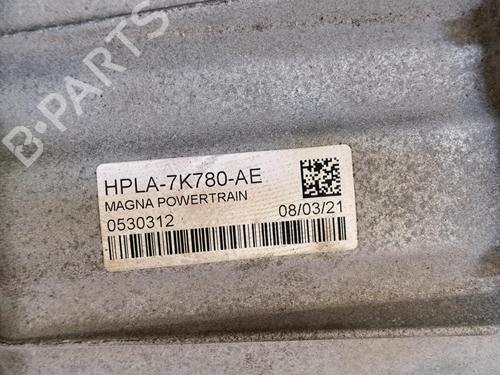 B-PARTS
HPLA-7K780-AE
MAGNA POWERTRAIN
0530312 08/03/21